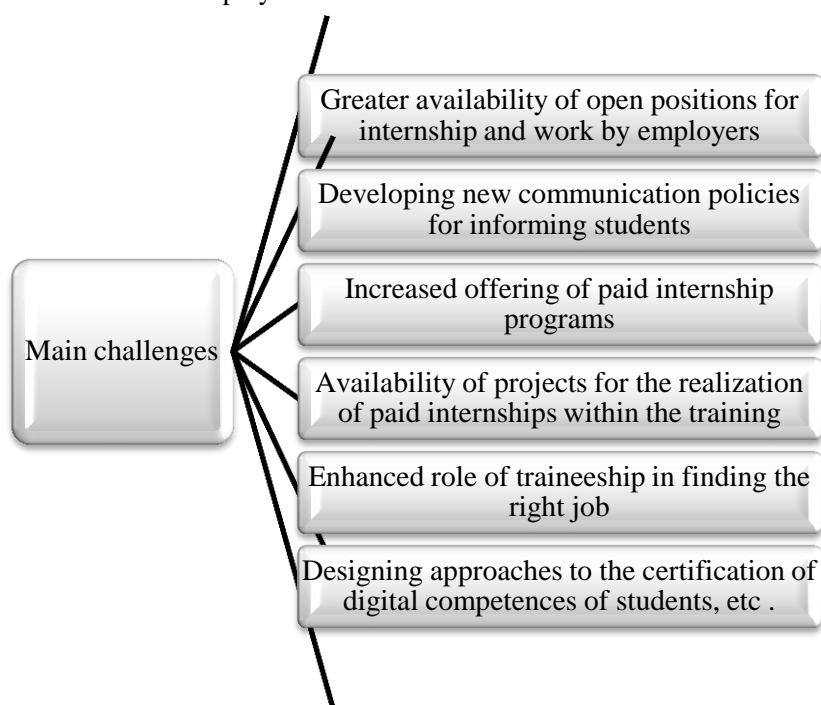 Greater availability of open positions for
internship and work by employers
Developing new communication policies
for informing students
Increased offering of paid internship
programs
Main challenges
Availability of projects for the realization
of paid internships within the training
Enhanced role of traineeship in finding the
right job
Designing approaches to the certification of
digital competences of students, etc .